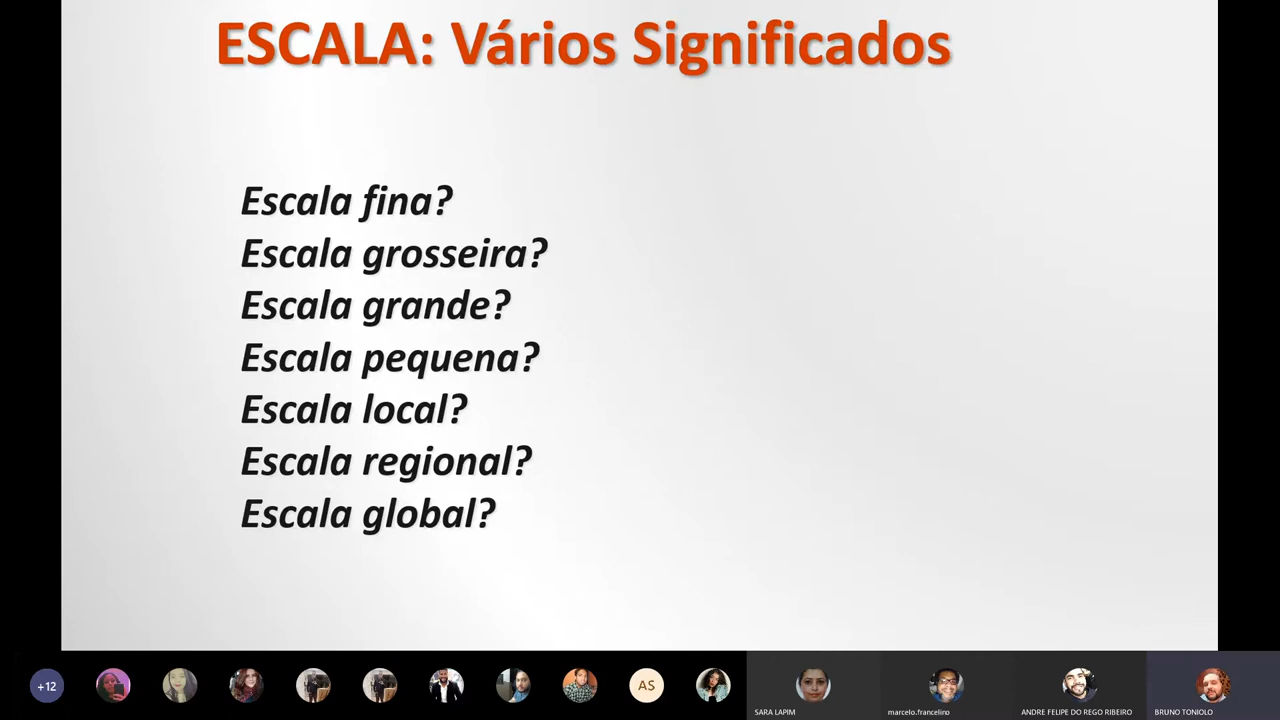 ESCALA: Vários Significados
Escala fina?
Escala grosseira?
Escala grande?
Escala pequena?
Escala local?
Escala regional?
Escala global?
+12
AS
SARA LAPIM
marcelo.francelino
ANDRE FELIPE DO REGO RIBEIRO
BRUNO TONIOLO